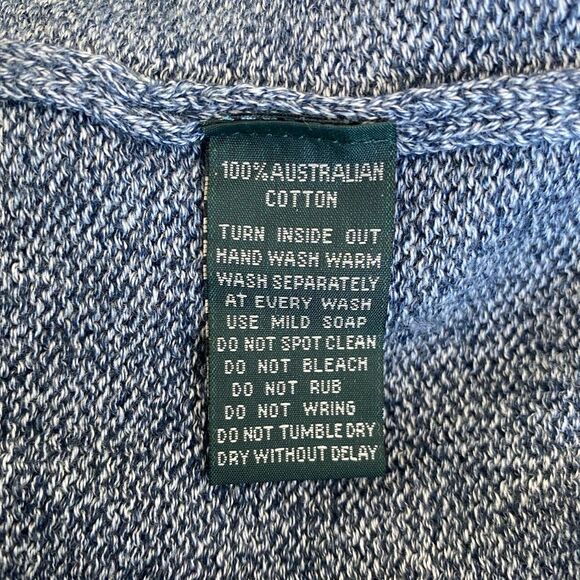 100% AUSTRALIAN
COTTON
TURN INSIDE OUT
HAND WASH WARM
WASH SEPARATELY
AT EVERY WASH
USE MILD SOAP
DO NOT SPOT CLEAN
DO NOT BLEACH
DO NOT RUB
DO NOT WRING
DO NOT TUMBLE DRY
DRY WITHOUT DELAY